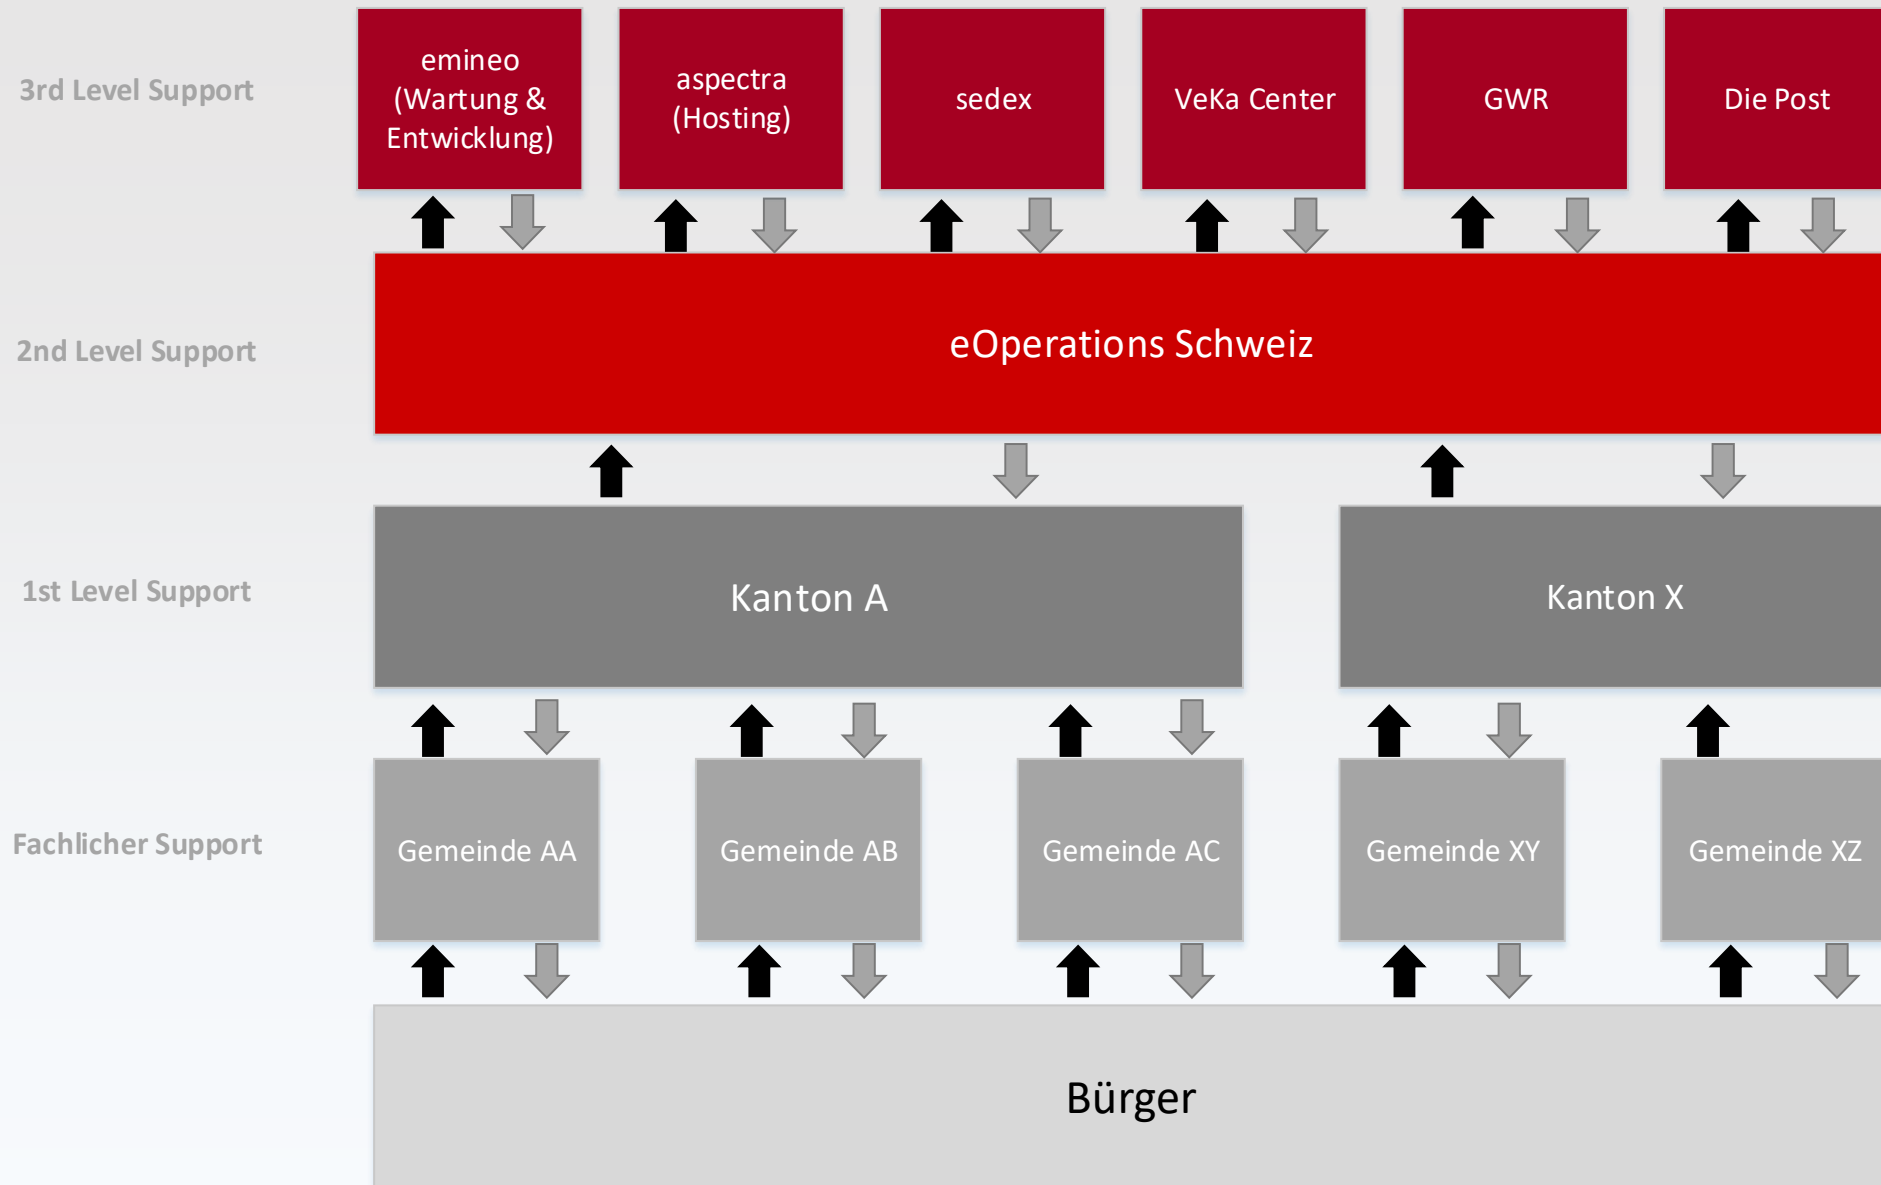 3rd Level Support
emineo
(Wartung &
Entwicklung)
aspectra
(Hosting)
sedex
VeKa Center
GWR
Die Post
2nd Level Support
eOperations Schweiz
1st Level Support
Kanton A
Kanton X
Fachlicher Support
Gemeinde AA
Gemeinde AB
Gemeinde AC
Gemeinde XY
Gemeinde XZ
Bürger